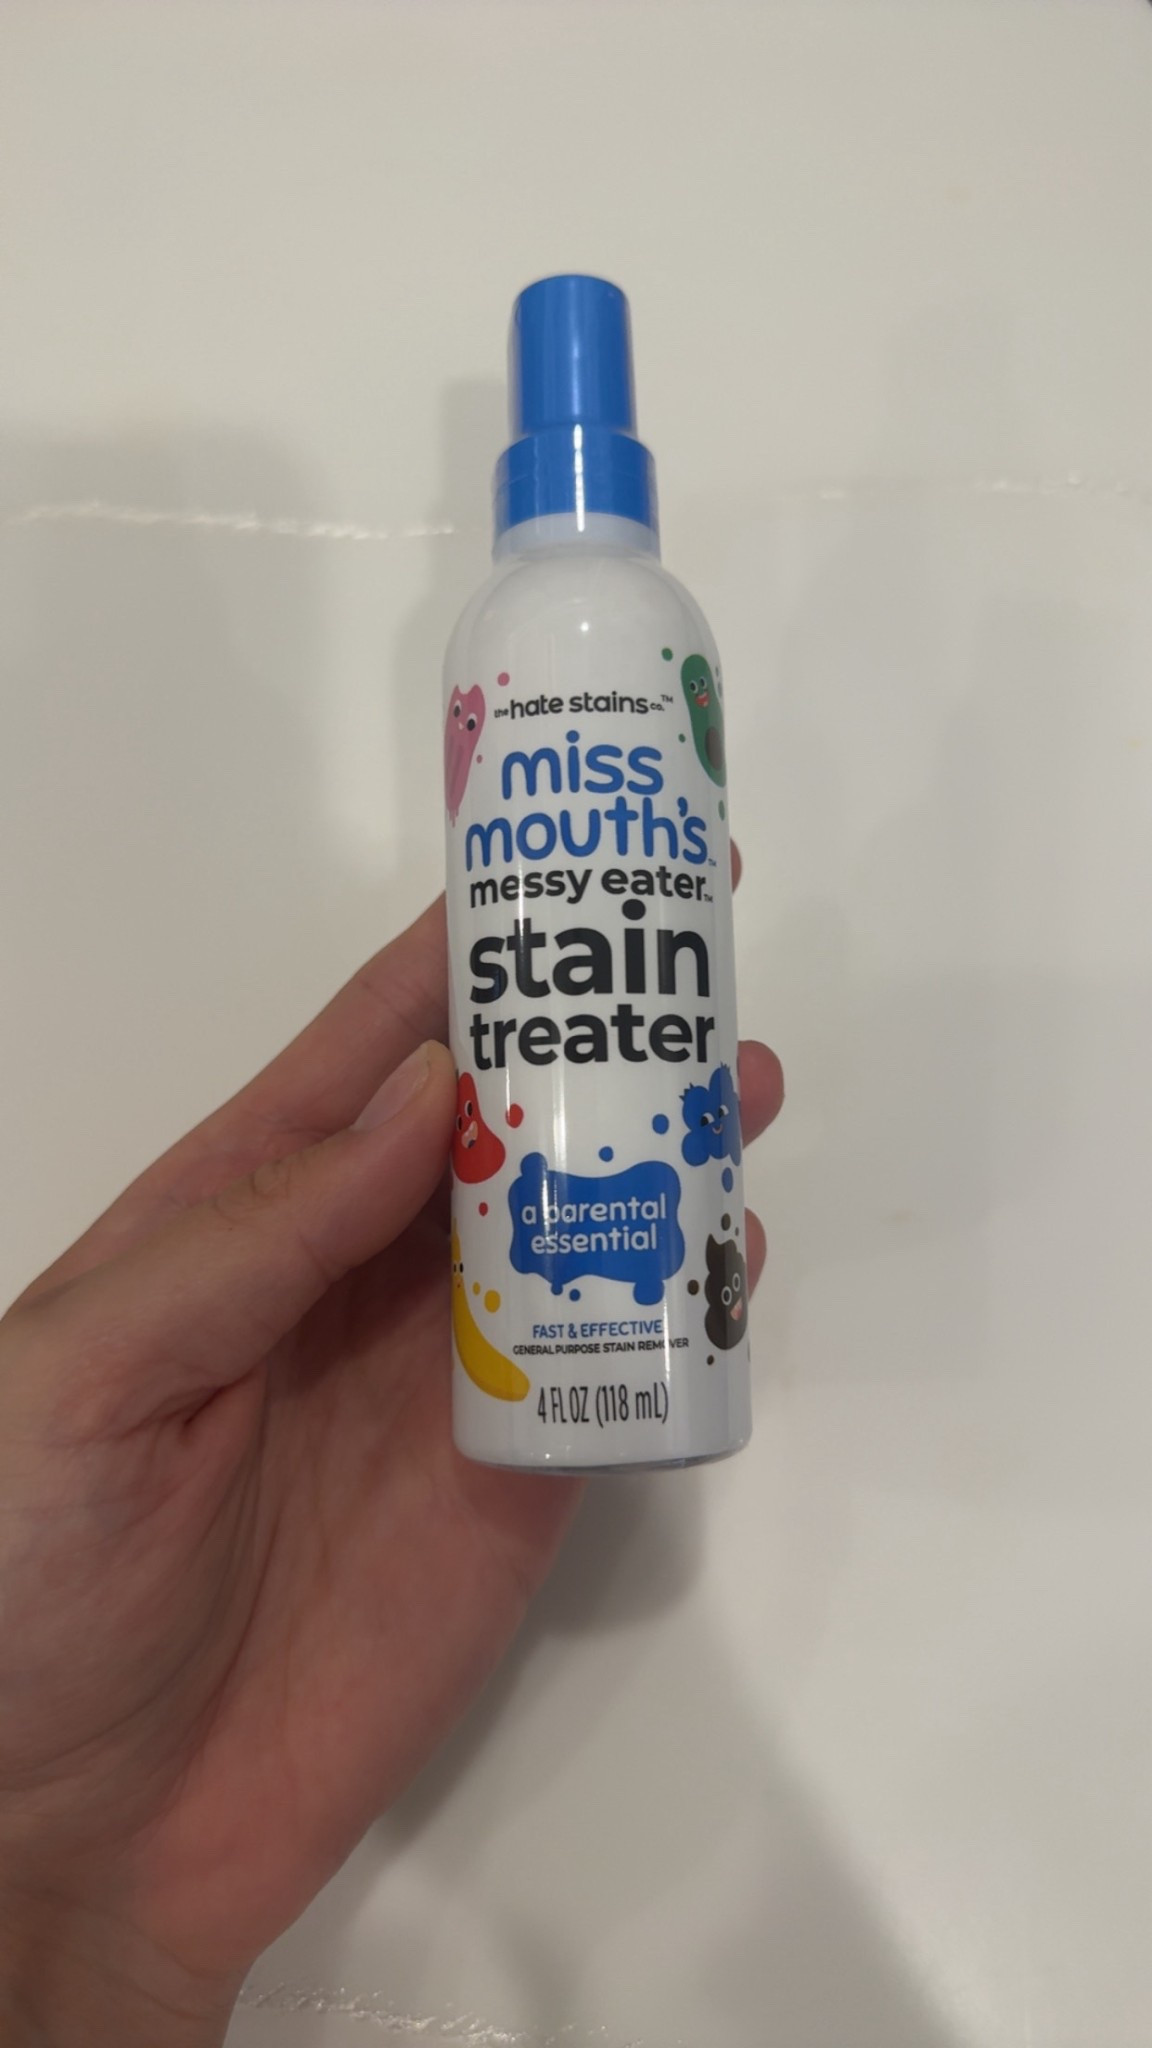 the hate stains co.™
miss
mouth's™
messy eater™
stain
treater
a parental
essential
FAST & EFFECTIVE
GENERAL PURPOSE STAIN REMOVER
4 FL OZ (118 mL)